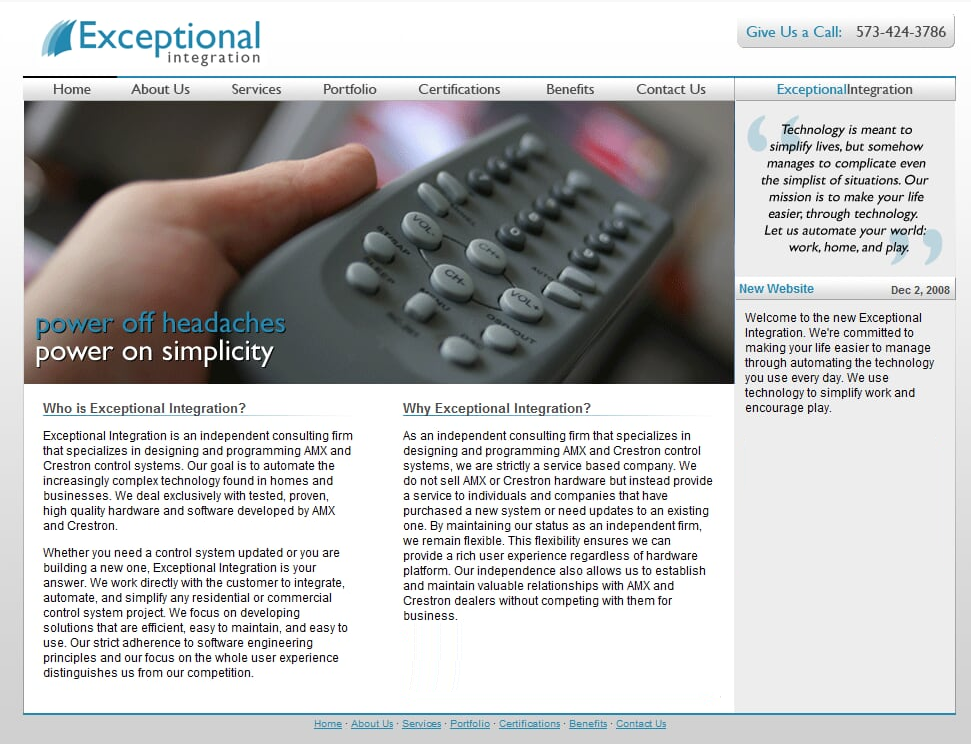 Exceptional
integration
Give Us a Call: 573-424-3786
Home About Us Services Portfolio Certifications Benefits Contact Us
ExceptionalIntegration
VOL-
CH+
CH-
VOL+
SLEEP
MENU
power off headaches
power on simplicity
“Technology is meant to
simplify lives, but somehow
manages to complicate even
the simplist of situations. Our
mission is to make your life
easier, through technology.
Let us automate your world:
work, home, and play.”
New Website Dec 2, 2008
Welcome to the new Exceptional
Integration. We're committed to
making your life easier to manage
through automating the technology
you use every day. We use
technology to simplify work and
encourage play.
Who is Exceptional Integration?
Exceptional Integration is an independent consulting firm
that specializes in designing and programming AMX and
Crestron control systems. Our goal is to automate the
increasingly complex technology found in homes and
businesses. We deal exclusively with tested, proven,
high quality hardware and software developed by AMX
and Crestron.
Whether you need a control system updated or you are
building a new one, Exceptional Integration is your
answer. We work directly with the customer to integrate,
automate, and simplify any residential or commercial
control system project. We focus on developing
solutions that are efficient, easy to maintain, and easy to
use. Our strict adherence to software engineering
principles and our focus on the whole user experience
distinguishes us from our competition.
Why Exceptional Integration?
As an independent consulting firm that specializes in
designing and programming AMX and Crestron control
systems, we are strictly a service based company. We
do not sell AMX or Crestron hardware but instead provide
a service to individuals and companies that have
purchased a new system or need updates to an existing
one. By maintaining our status as an independent firm,
we remain flexible. This flexibility ensures we can
provide a rich user experience regardless of hardware
platform. Our independence also allows us to establish
and maintain valuable relationships with AMX and
Crestron dealers without competing with them for
business.
Home · About Us · Services · Portfolio · Certifications · Benefits · Contact Us